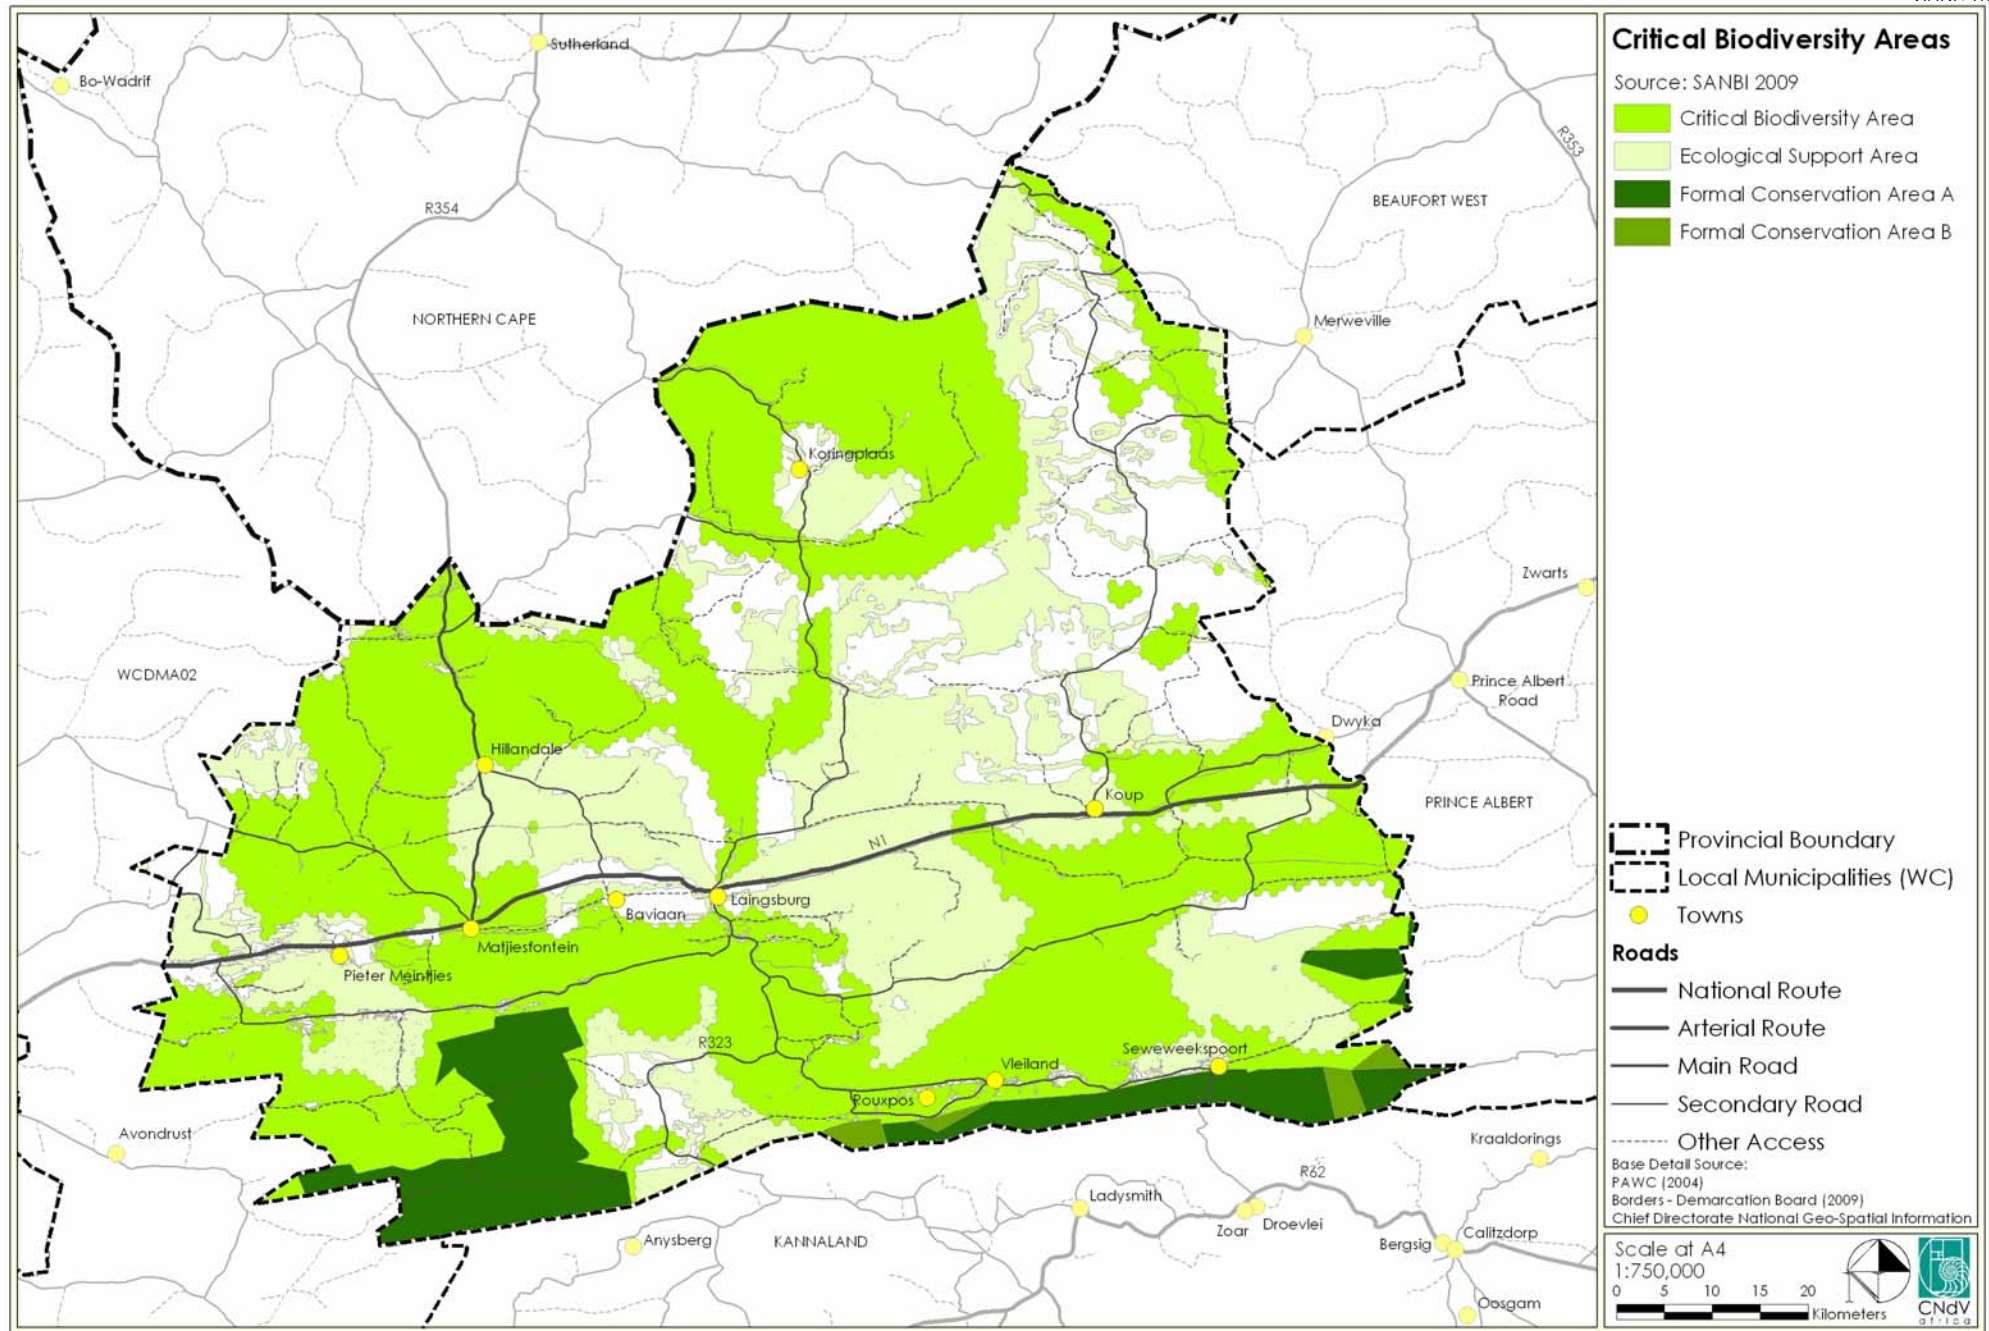 Sutherland
Bo-Wadrif
R353
R354
BEAUFORT WEST
NORTHERN CAPE
Merweville
Koringplaas
Zwarts
WCDMA02
Prince Albert
Road
Dwyka
Hillandale
Koup
PRINCE ALBERT
N1
Laingsburg
Baviaan
Matjiesfontein
Pieter Meintjies
R323
Seweweekspoort
Vleiland
Rouxpos
Avondrust
Kraaldorings
R62
Ladysmith
Zoar
Droevlei
Anysberg
KANNALAND
Bergsig
Calitzdorp
Oosgam
Critical Biodiversity Areas
Source: SANBI 2009
Critical Biodiversity Area
Ecological Support Area
Formal Conservation Area A
Formal Conservation Area B
Provincial Boundary
Local Municipalities (WC)
Towns
Roads
National Route
Arterial Route
Main Road
Secondary Road
Other Access
Base Detail Source:
PAWC (2004)
Borders - Demarcation Board (2009)
Chief Directorate National Geo-Spatial Information
Scale at A4
1:750,000
0 5 10 15 20
Kilometers
CNdV
africa